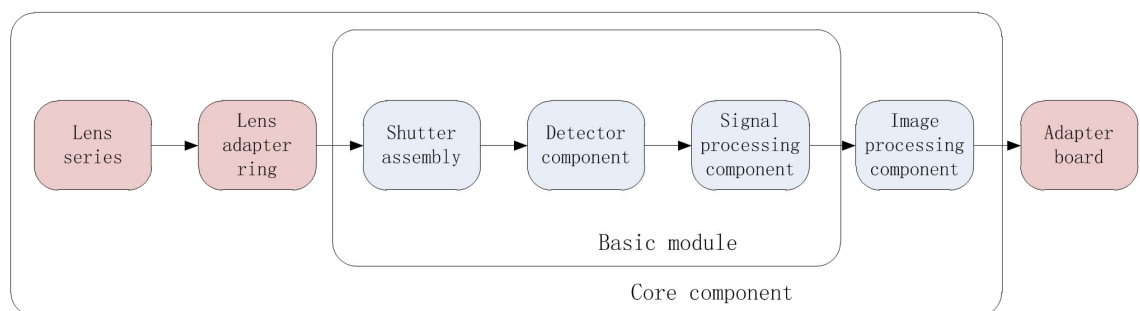 Lens
series
Lens
adapter
ring
Shutter
assembly
Detector
component
Signal
processing
component
Image
processing
component
Adapter
board
Basic module
Core component